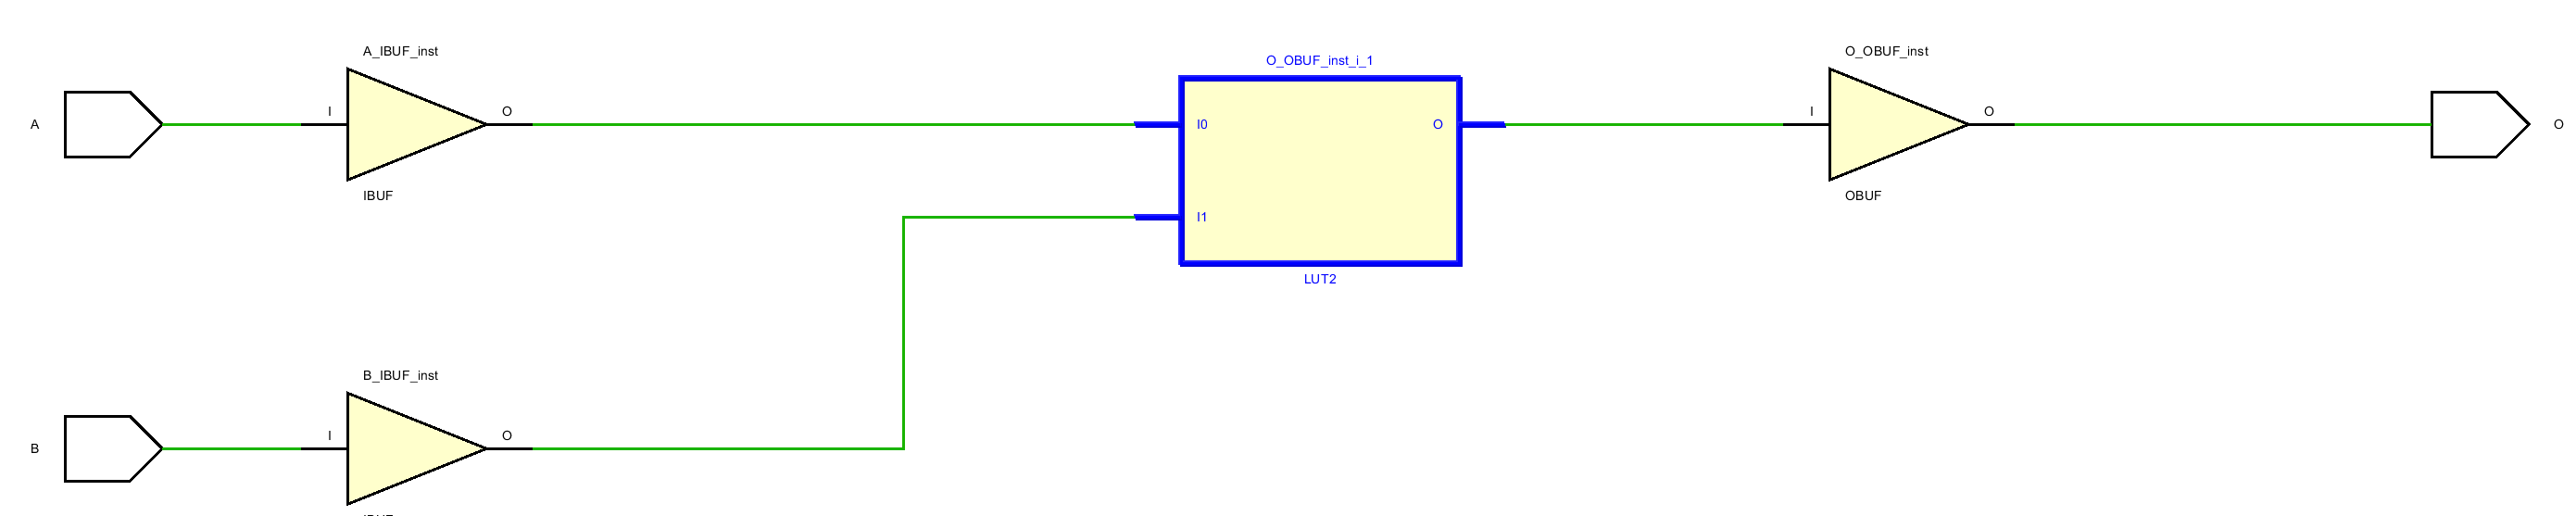 A_IBUF_inst
O_OBUF_inst_i_1
O_OBUF_inst
A
I
O
I0
O
I
O
O
IBUF
OBUF
I1
LUT2
B_IBUF_inst
B
I
O